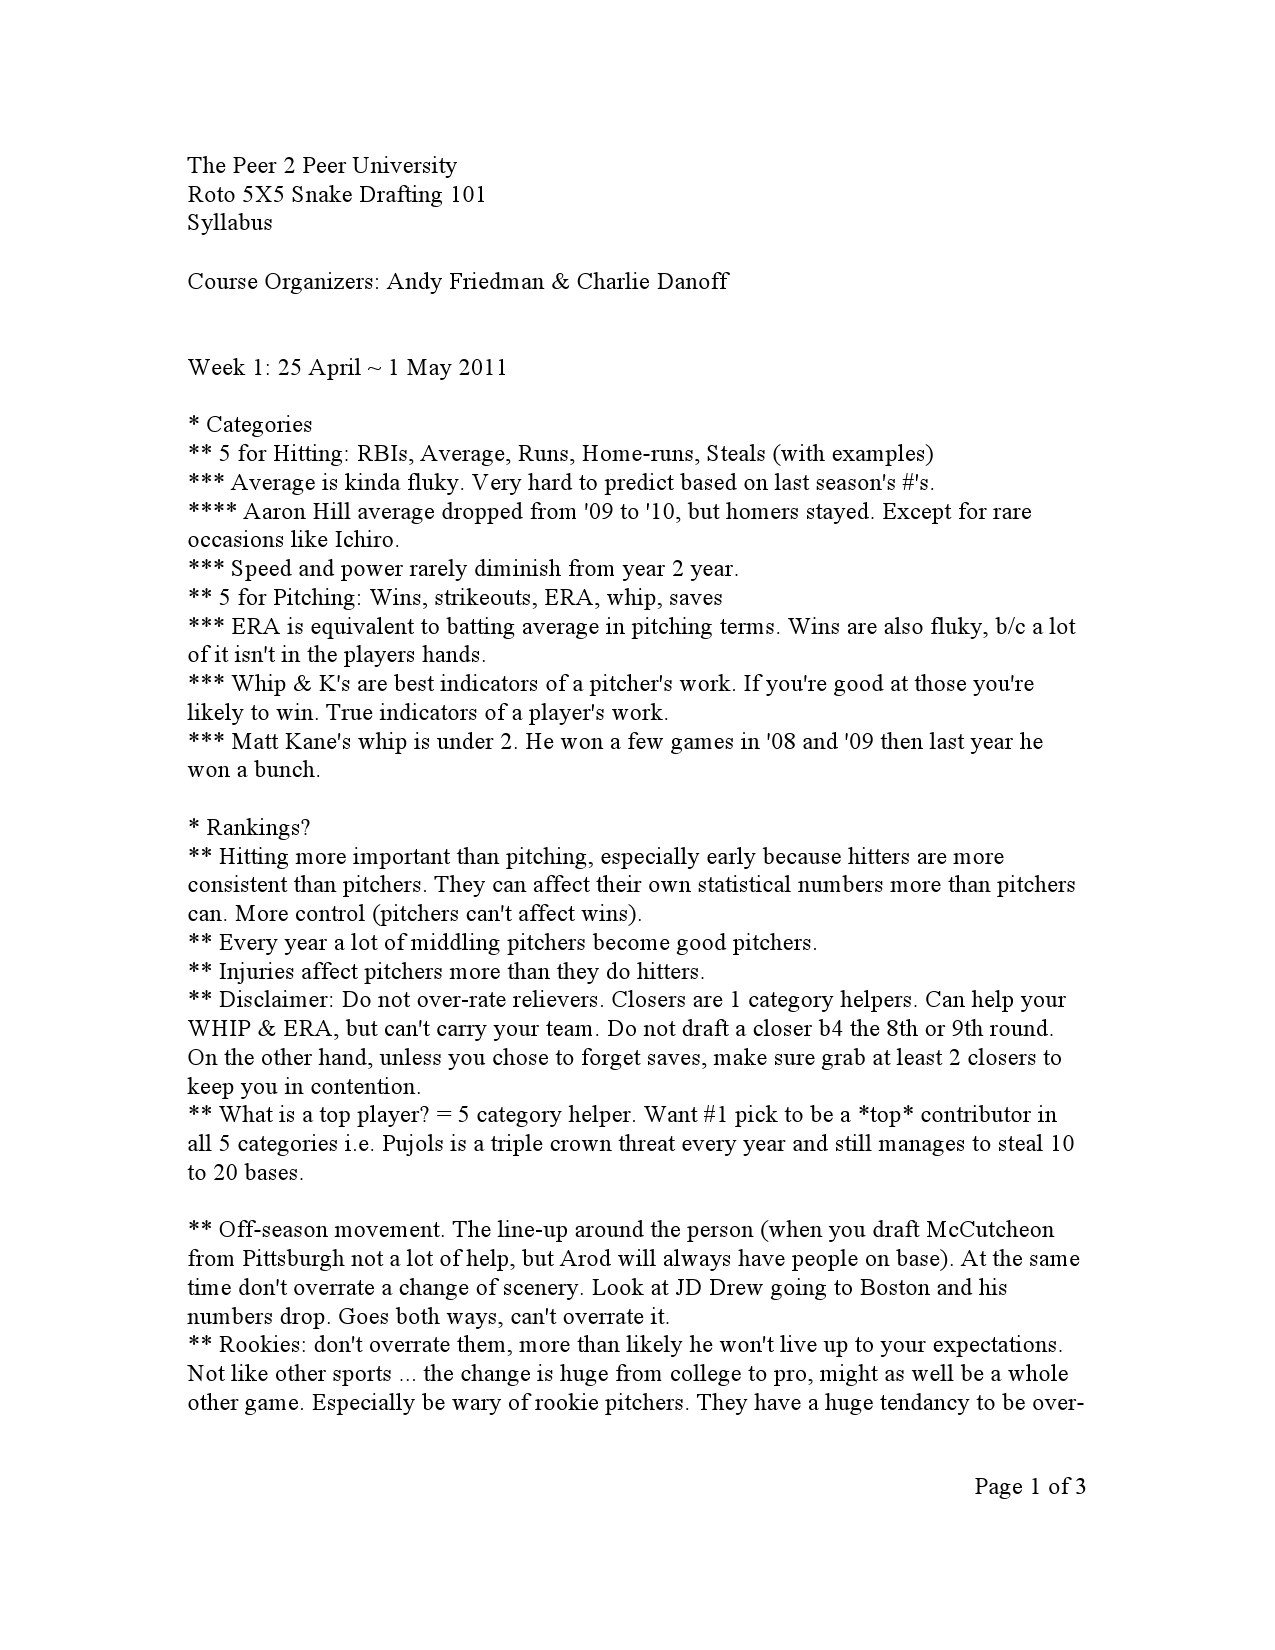 The Peer 2 Peer University
Roto 5X5 Snake Drafting 101
Syllabus
Course Organizers: Andy Friedman & Charlie Danoff
Week 1: 25 April ~ 1 May 2011
* Categories
** 5 for Hitting: RBIs, Average, Runs, Home-runs, Steals (with examples)
*** Average is kinda fluky. Very hard to predict based on last season's #'s.
**** Aaron Hill average dropped from '09 to '10, but homers stayed. Except for rare
occasions like Ichiro.
*** Speed and power rarely diminish from year 2 year.
** 5 for Pitching: Wins, strikeouts, ERA, whip, saves
*** ERA is equivalent to batting average in pitching terms. Wins are also fluky, b/c a lot
of it isn't in the players hands.
*** Whip & K's are best indicators of a pitcher's work. If you're good at those you're
likely to win. True indicators of a player's work.
*** Matt Kane's whip is under 2. He won a few games in '08 and '09 then last year he
won a bunch.
* Rankings?
** Hitting more important than pitching, especially early because hitters are more
consistent than pitchers. They can affect their own statistical numbers more than pitchers
can. More control (pitchers can't affect wins).
** Every year a lot of middling pitchers become good pitchers.
** Injuries affect pitchers more than they do hitters.
** Disclaimer: Do not over-rate relievers. Closers are 1 category helpers. Can help your
WHIP & ERA, but can't carry your team. Do not draft a closer b4 the 8th or 9th round.
On the other hand, unless you chose to forget saves, make sure grab at least 2 closers to
keep you in contention.
** What is a top player? = 5 category helper. Want #1 pick to be a *top* contributor in
all 5 categories i.e. Pujols is a triple crown threat every year and still manages to steal 10
to 20 bases.
** Off-season movement. The line-up around the person (when you draft McCutcheon
from Pittsburgh not a lot of help, but Arod will always have people on base). At the same
time don't overrate a change of scenery. Look at JD Drew going to Boston and his
numbers drop. Goes both ways, can't overrate it.
** Rookies: don't overrate them, more than likely he won't live up to your expectations.
Not like other sports ... the change is huge from college to pro, might as well be a whole
other game. Especially be wary of rookie pitchers. They have a huge tendancy to be over-
Page 1 of 3